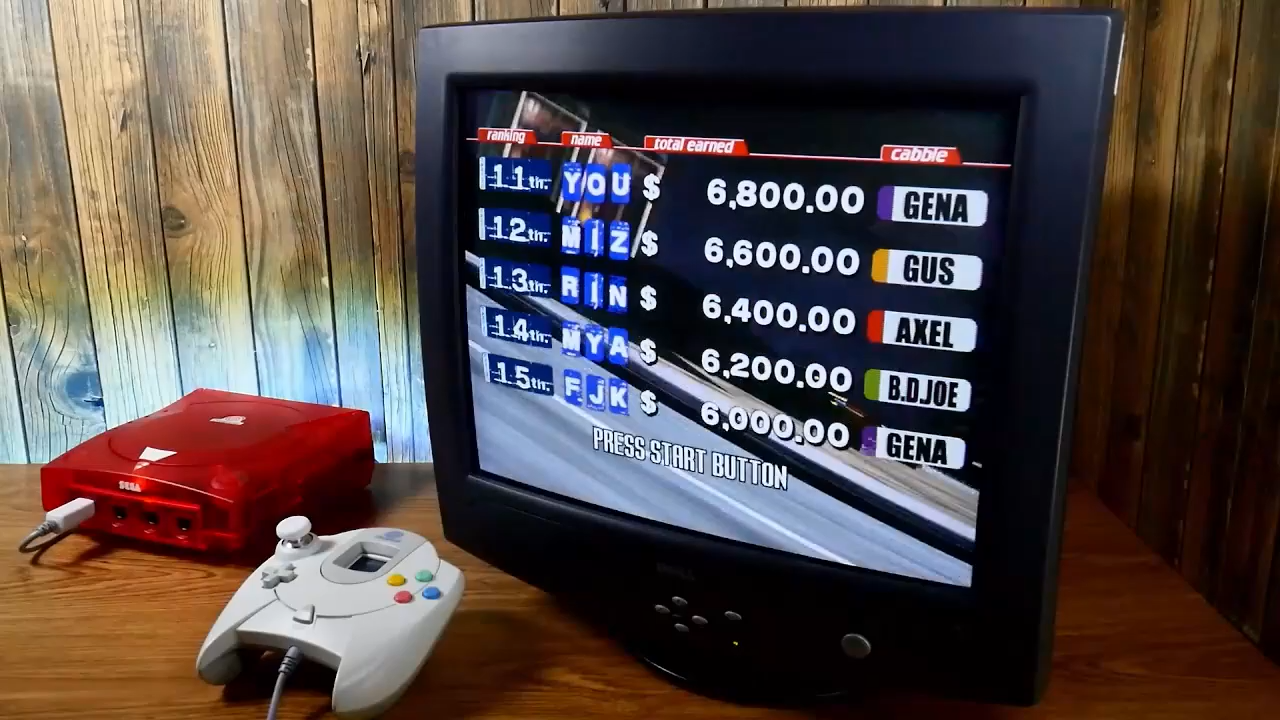 ranking name total earned cabble
11th. YOU $ 6,800.00 GENA
12th. MIZ $ 6,600.00 GUS
13th. RIN $ 6,400.00 AXEL
14th. MYA $ 6,200.00 B.D.JOE
15th. FJK $ 6,000.00 GENA
PRESS START BUTTON
SEGA
DELL